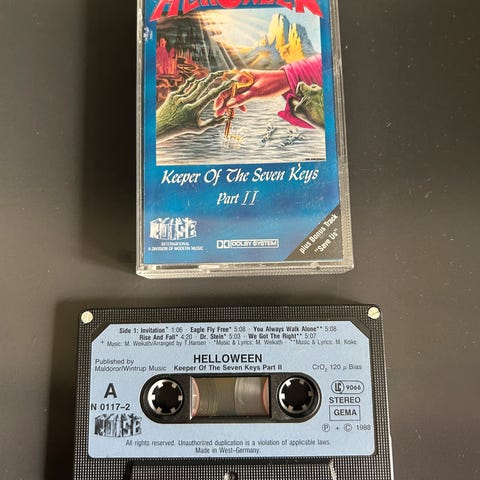 HELLOWEEN
Keeper Of The Seven Keys
Part II
NOISE
INTERNATIONAL
A DIVISION OF MODERN MUSIC
DOLBY SYSTEM
plus Bonus Track
"Save Us"
Side 1: Invitation* 1:06 · Eagle Fly Free* 5:08 · You Always Walk Alone** 5:08
Rise And Fall* 4:20 · Dr. Stein* 5:03 · We Got The Right** 5:07
* Music: M. Weikath/Arranged by T.Hansen · *Music & Lyrics: M. Weikath · **Music & Lyrics: M. Kiske
Published by
Maldoror/Wintrup Music
HELLOWEEN
Keeper Of The Seven Keys Part II
CrO2 120 µ Bias
A
N 0117-2
NOISE
LC 9066
STEREO
GEMA
P + © 1988
All rights reserved. Unauthorized duplication is a violation of applicable laws.
Made in West-Germany.